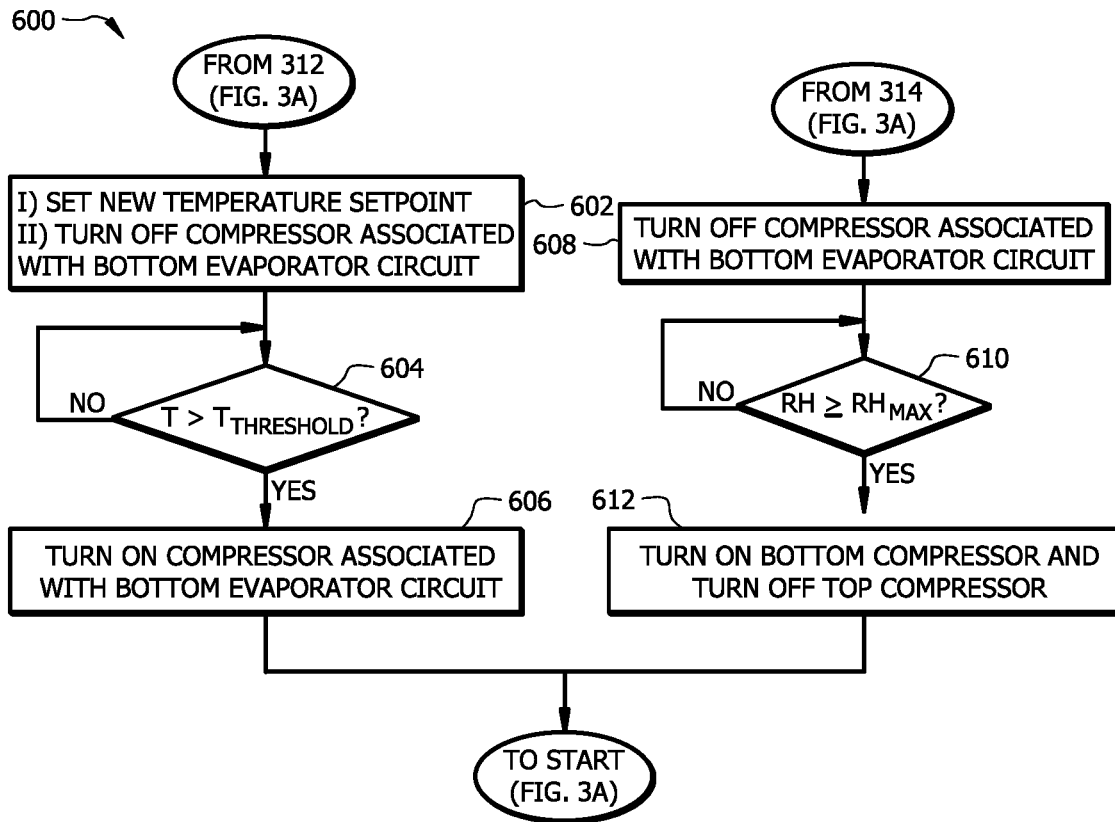 600
FROM 312
(FIG. 3A)
I) SET NEW TEMPERATURE SETPOINT
II) TURN OFF COMPRESSOR ASSOCIATED
WITH BOTTOM EVAPORATOR CIRCUIT
602
604
NO
T > T_THRESHOLD?
YES
606
TURN ON COMPRESSOR ASSOCIATED
WITH BOTTOM EVAPORATOR CIRCUIT
FROM 314
(FIG. 3A)
608
TURN OFF COMPRESSOR ASSOCIATED
WITH BOTTOM EVAPORATOR CIRCUIT
610
NO
RH ≥ RH_MAX?
YES
612
TURN ON BOTTOM COMPRESSOR AND
TURN OFF TOP COMPRESSOR
TO START
(FIG. 3A)